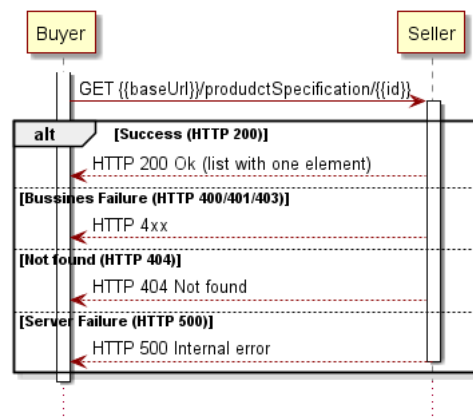 Buyer
Seller
GET {{baseUrl}}/produdctSpecification/{{id}}
alt
[Success (HTTP 200)]
HTTP 200 Ok (list with one element)
[Bussines Failure (HTTP 400/401/403)]
HTTP 4xx
[Not found (HTTP 404)]
HTTP 404 Not found
[Server Failure (HTTP 500)]
HTTP 500 Internal error